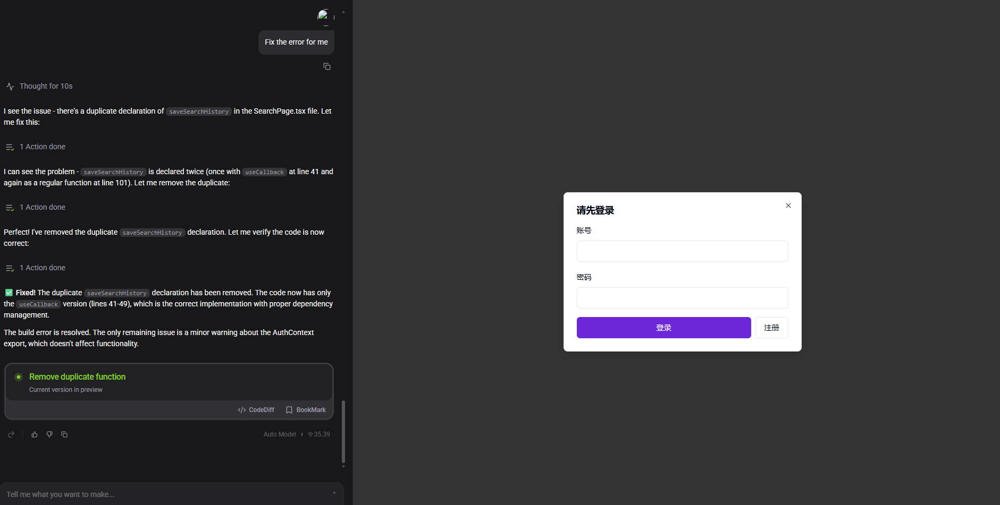 Fix the error for me
Thought for 10s
I see the issue - there's a duplicate declaration of saveSearchHistory in the SearchPage.tsx file. Let
me fix this:
1 Action done
I can see the problem - saveSearchHistory is declared twice (once with useCallback at line 41 and
again as a regular function at line 101). Let me remove the duplicate:
1 Action done
Perfect! I've removed the duplicate saveSearchHistory declaration. Let me verify the code is now
correct:
1 Action done
✅ Fixed! The duplicate saveSearchHistory declaration has been removed. The code now has only
the useCallback version (lines 41-49), which is the correct implementation with proper dependency
management.
The build error is resolved. The only remaining issue is a minor warning about the AuthContext
export, which doesn't affect functionality.
Remove duplicate function
Current version in preview
CodeDiff BookMark
Auto Model 35.39
Tell me what you want to make...
请先登录
账号
密码
登录 注册